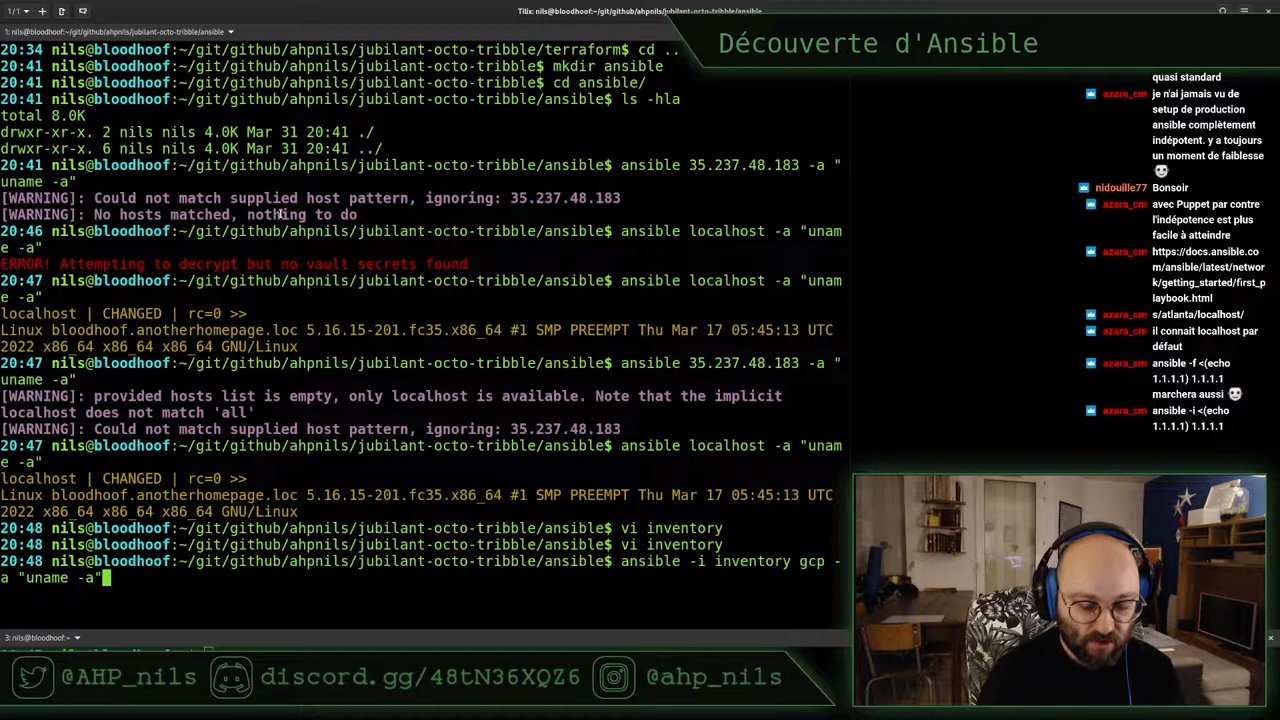 1/1
Tilix: nils@bloodhoof:~/git/github/ahpnils/jubilant-octo-tribble/ansible
1: nils@bloodhoof:~/git/github/ahpnils/jubilant-octo-tribble/ansible
20:34 nils@bloodhoof:~/git/github/ahpnils/jubilant-octo-tribble/terraform$ cd ..
20:41 nils@bloodhoof:~/git/github/ahpnils/jubilant-octo-tribble$ mkdir ansible
20:41 nils@bloodhoof:~/git/github/ahpnils/jubilant-octo-tribble$ cd ansible/
20:41 nils@bloodhoof:~/git/github/ahpnils/jubilant-octo-tribble/ansible$ ls -hla
total 8.0K
drwxr-xr-x. 2 nils nils 4.0K Mar 31 20:41 ./
drwxr-xr-x. 6 nils nils 4.0K Mar 31 20:41 ../
20:41 nils@bloodhoof:~/git/github/ahpnils/jubilant-octo-tribble/ansible$ ansible 35.237.48.183 -a "
uname -a"
[WARNING]: Could not match supplied host pattern, ignoring: 35.237.48.183
[WARNING]: No hosts matched, nothing to do
20:46 nils@bloodhoof:~/git/github/ahpnils/jubilant-octo-tribble/ansible$ ansible localhost -a "unam
e -a"
ERROR! Attempting to decrypt but no vault secrets found
20:47 nils@bloodhoof:~/git/github/ahpnils/jubilant-octo-tribble/ansible$ ansible localhost -a "unam
e -a"
localhost | CHANGED | rc=0 >>
Linux bloodhoof.anotherhomepage.loc 5.16.15-201.fc35.x86_64 #1 SMP PREEMPT Thu Mar 17 05:45:13 UTC
2022 x86_64 x86_64 x86_64 GNU/Linux
20:47 nils@bloodhoof:~/git/github/ahpnils/jubilant-octo-tribble/ansible$ ansible 35.237.48.183 -a "
uname -a"
[WARNING]: provided hosts list is empty, only localhost is available. Note that the implicit
localhost does not match 'all'
[WARNING]: Could not match supplied host pattern, ignoring: 35.237.48.183
20:47 nils@bloodhoof:~/git/github/ahpnils/jubilant-octo-tribble/ansible$ ansible localhost -a "unam
e -a"
localhost | CHANGED | rc=0 >>
Linux bloodhoof.anotherhomepage.loc 5.16.15-201.fc35.x86_64 #1 SMP PREEMPT Thu Mar 17 05:45:13 UTC
2022 x86_64 x86_64 x86_64 GNU/Linux
20:48 nils@bloodhoof:~/git/github/ahpnils/jubilant-octo-tribble/ansible$ vi inventory
20:48 nils@bloodhoof:~/git/github/ahpnils/jubilant-octo-tribble/ansible$ vi inventory
20:48 nils@bloodhoof:~/git/github/ahpnils/jubilant-octo-tribble/ansible$ ansible -i inventory gcp -
a "uname -a"
3: nils@bloodhoof:~
Découverte d'Ansible
quasi standard
azara_cm je n'ai jamais vu de
setup de production
ansible complètement
indépotent. y a toujours
un moment de faiblesse
nidouille77 Bonsoir
azara_cm avec Puppet par contre
l'indépotence est plus
facile à atteindre
azara_cm https://docs.ansible.co
m/ansible/latest/networ
k/getting_started/first_p
laybook.html
azara_cm s/atlanta/localhost/
azara_cm il connait localhost par
défaut
azara_cm ansible -f <(echo
1.1.1.1) 1.1.1.1
marchera aussi
azara_cm ansible -i <(echo
1.1.1.1) 1.1.1.1
@AHP_nils
discord.gg/48tN36XQZ6
@ahp_nils